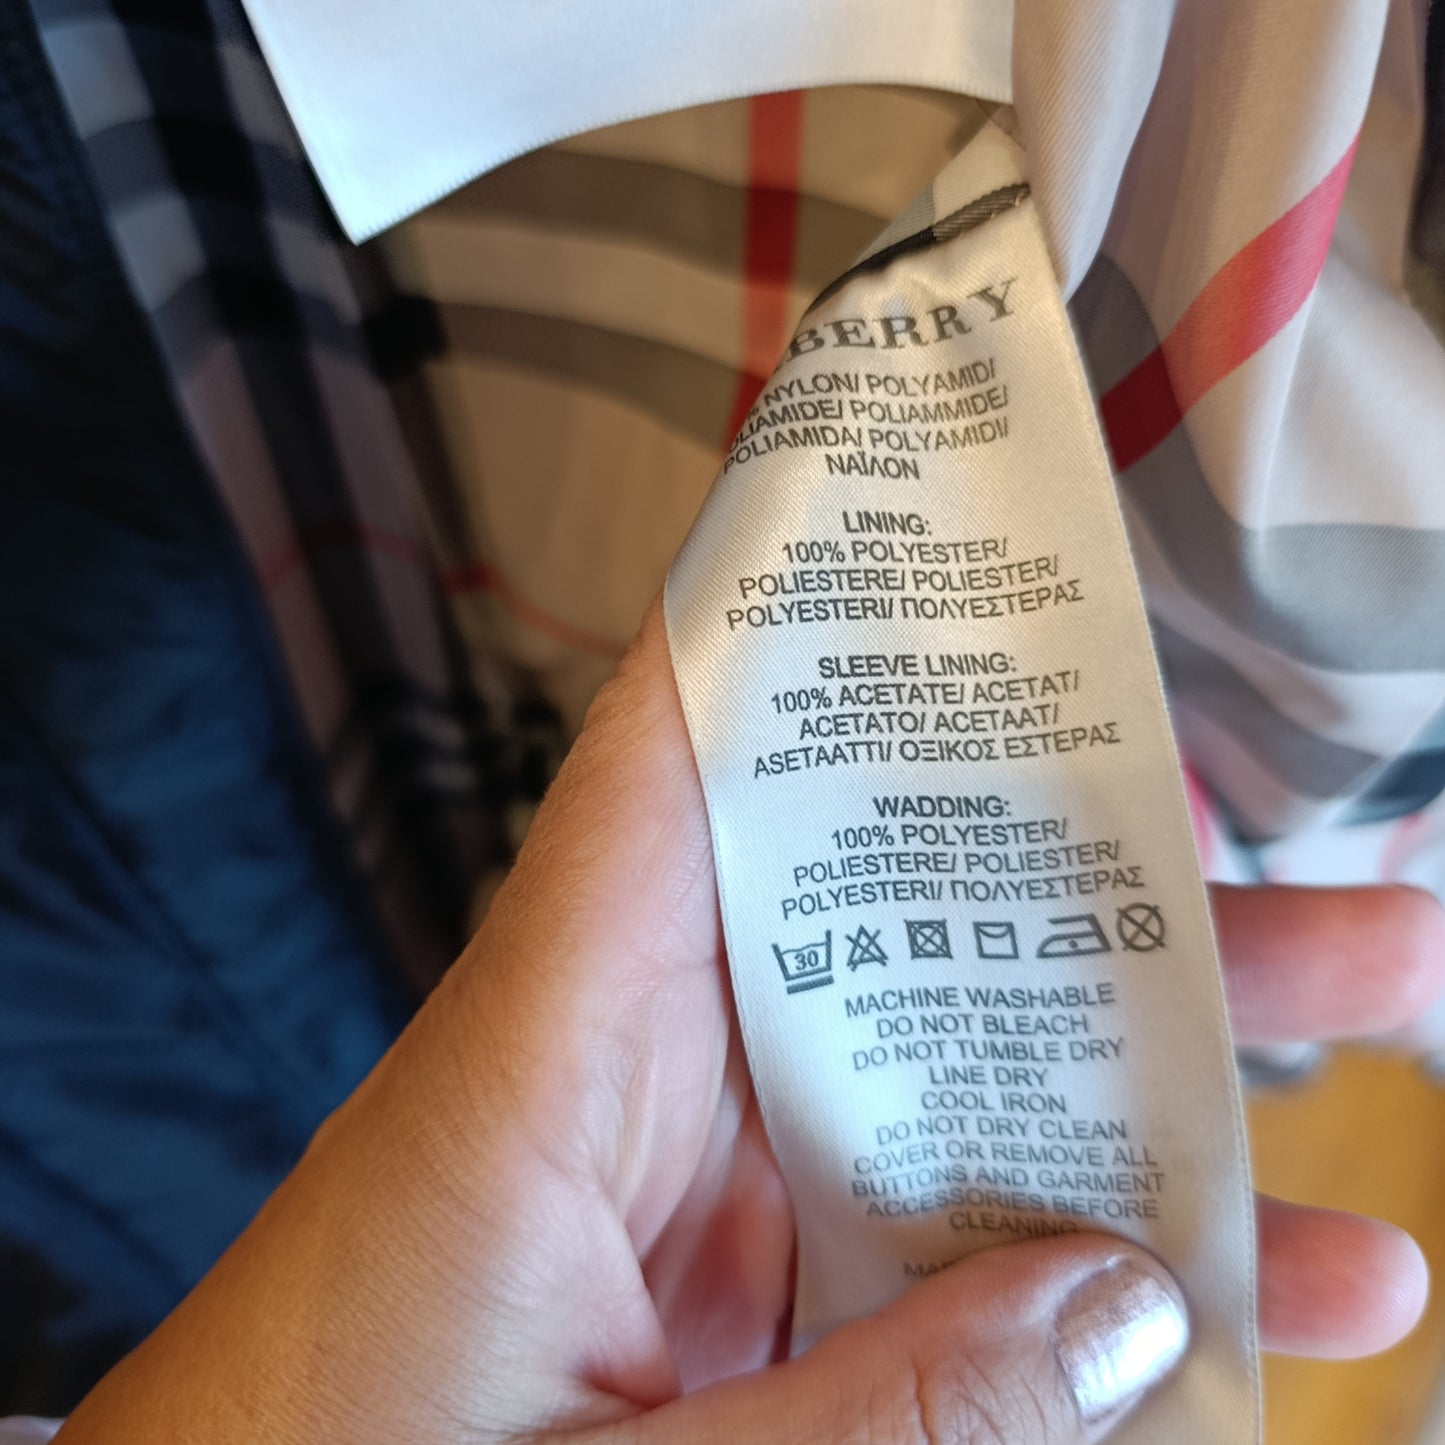 BERRY
NYLON/ POLYAMID/
POLIAMMIDE/
POLIAMIDA/ POLYAMIDI/
ΝΑΪΛΟΝ
LINING:
100% POLYESTER/
POLIESTERE/ POLIESTER/
POLYESTERI/ ΠΟΛΥΕΣΤΕΡΑΣ
SLEEVE LINING:
100% ACETATE/ ACETAT/
ACETATO/ ACETAAT/
ASETAATTI/ ΟΞΙΚΟΣ ΕΣΤΕΡΑΣ
WADDING:
100% POLYESTER/
POLIESTERE/ POLIESTER/
POLYESTERI/ ΠΟΛΥΕΣΤΕΡΑΣ
30
MACHINE WASHABLE
DO NOT BLEACH
DO NOT TUMBLE DRY
LINE DRY
COOL IRON
DO NOT DRY CLEAN
COVER OR REMOVE ALL
BUTTONS AND GARMENT
ACCESSORIES BEFORE
CLEANING